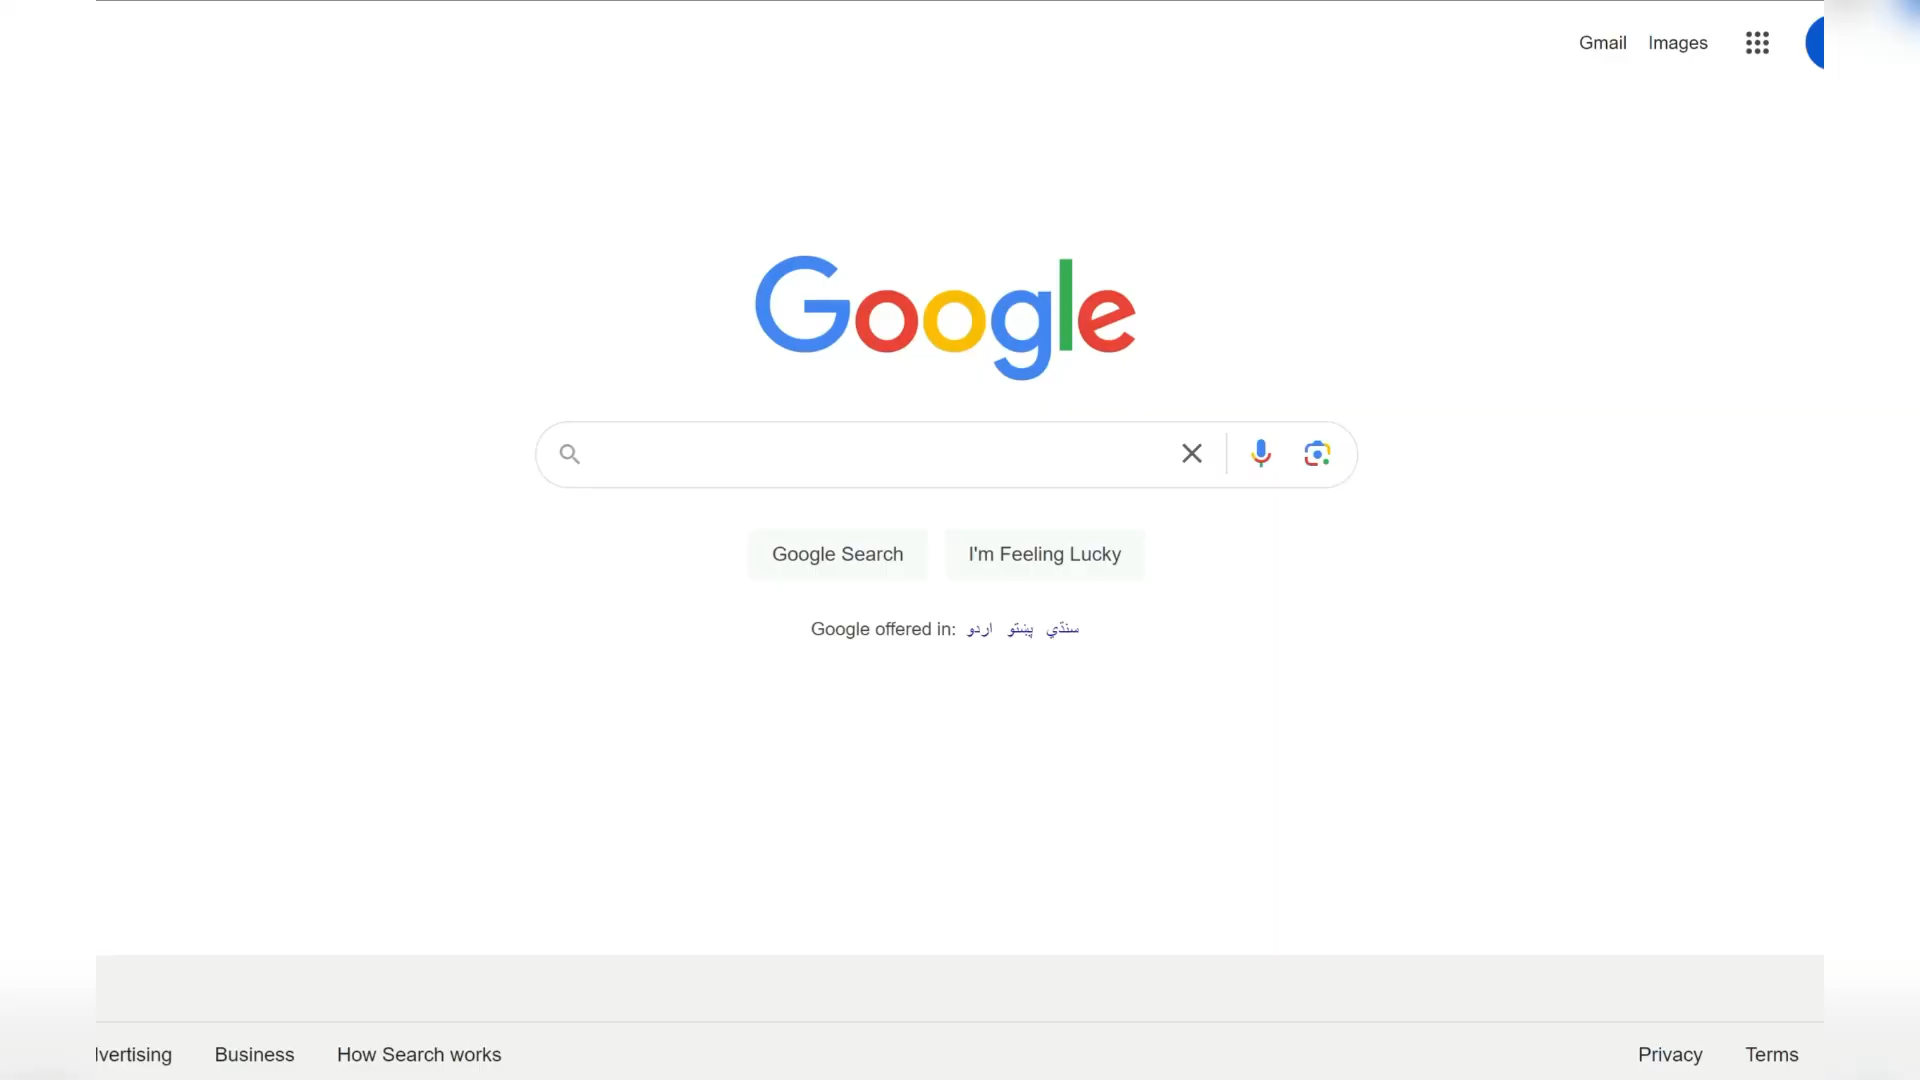 Gmail Images
Google
Google Search I'm Feeling Lucky
Google offered in: اردو پښتو سنڌي
lvertising Business How Search works Privacy Terms